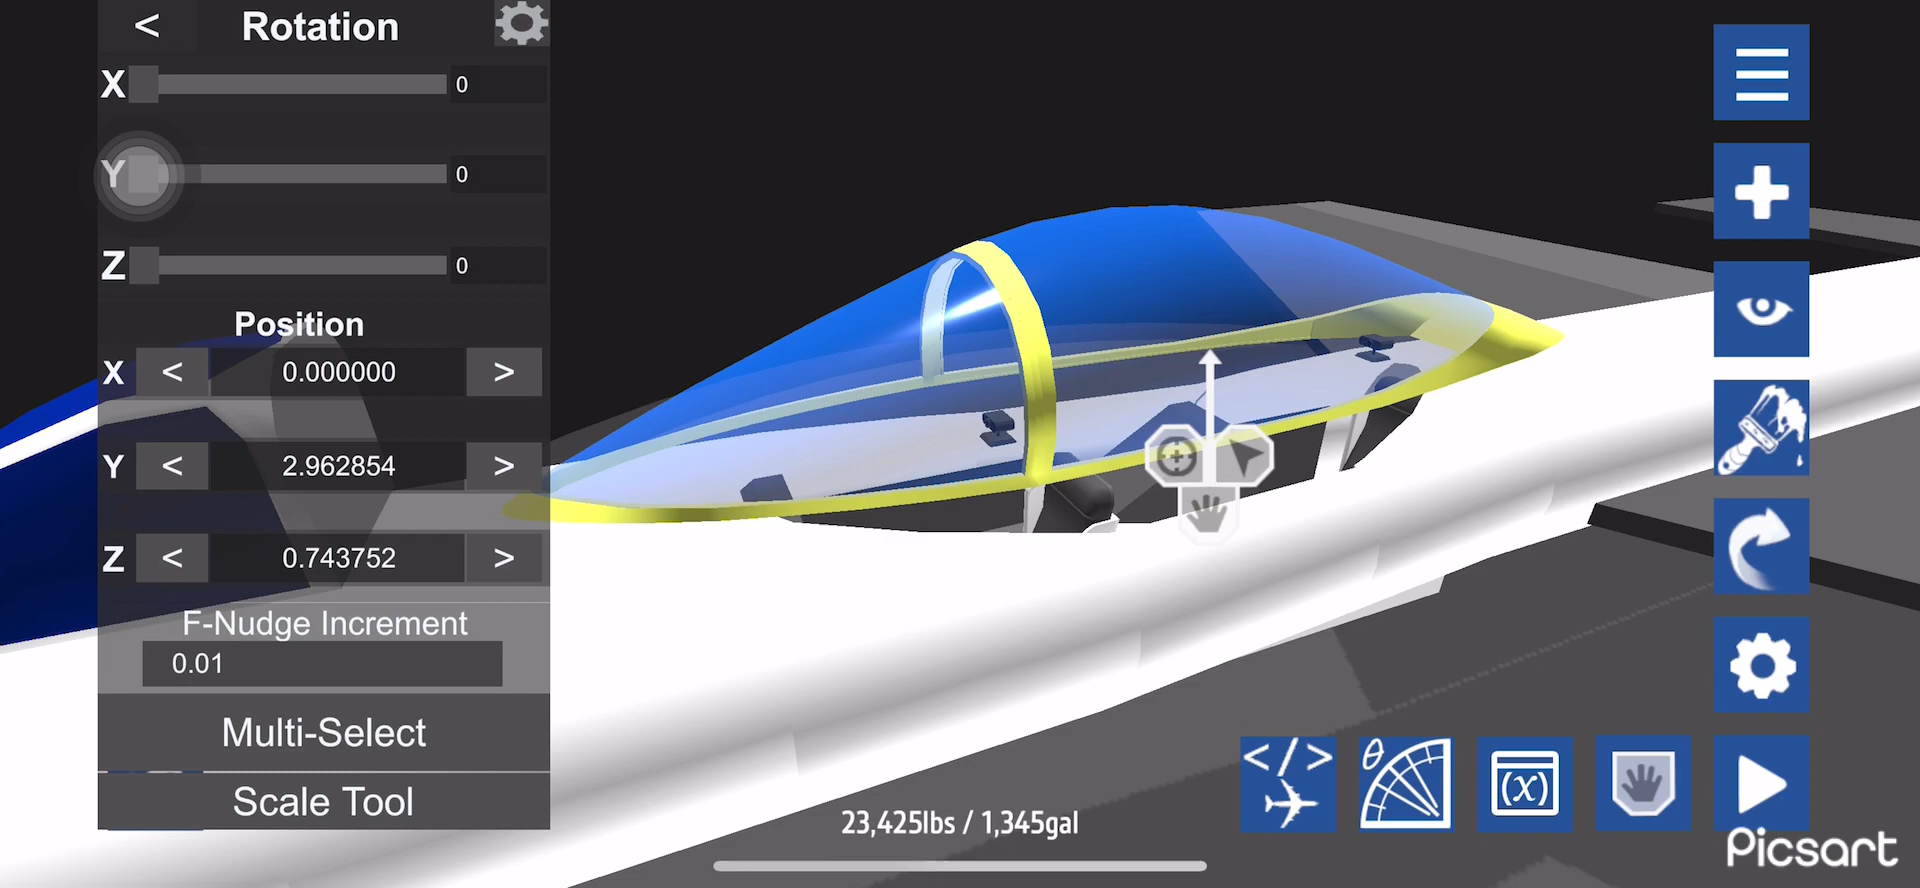 < Rotation
X 0
Y 0
Z 0
Position
X < 0.000000 >
Y < 2.962854 >
Z < 0.743752 >
F-Nudge Increment
0.01
Multi-Select
Scale Tool
23,425lbs / 1,345gal
</> θ (x)
Picsart